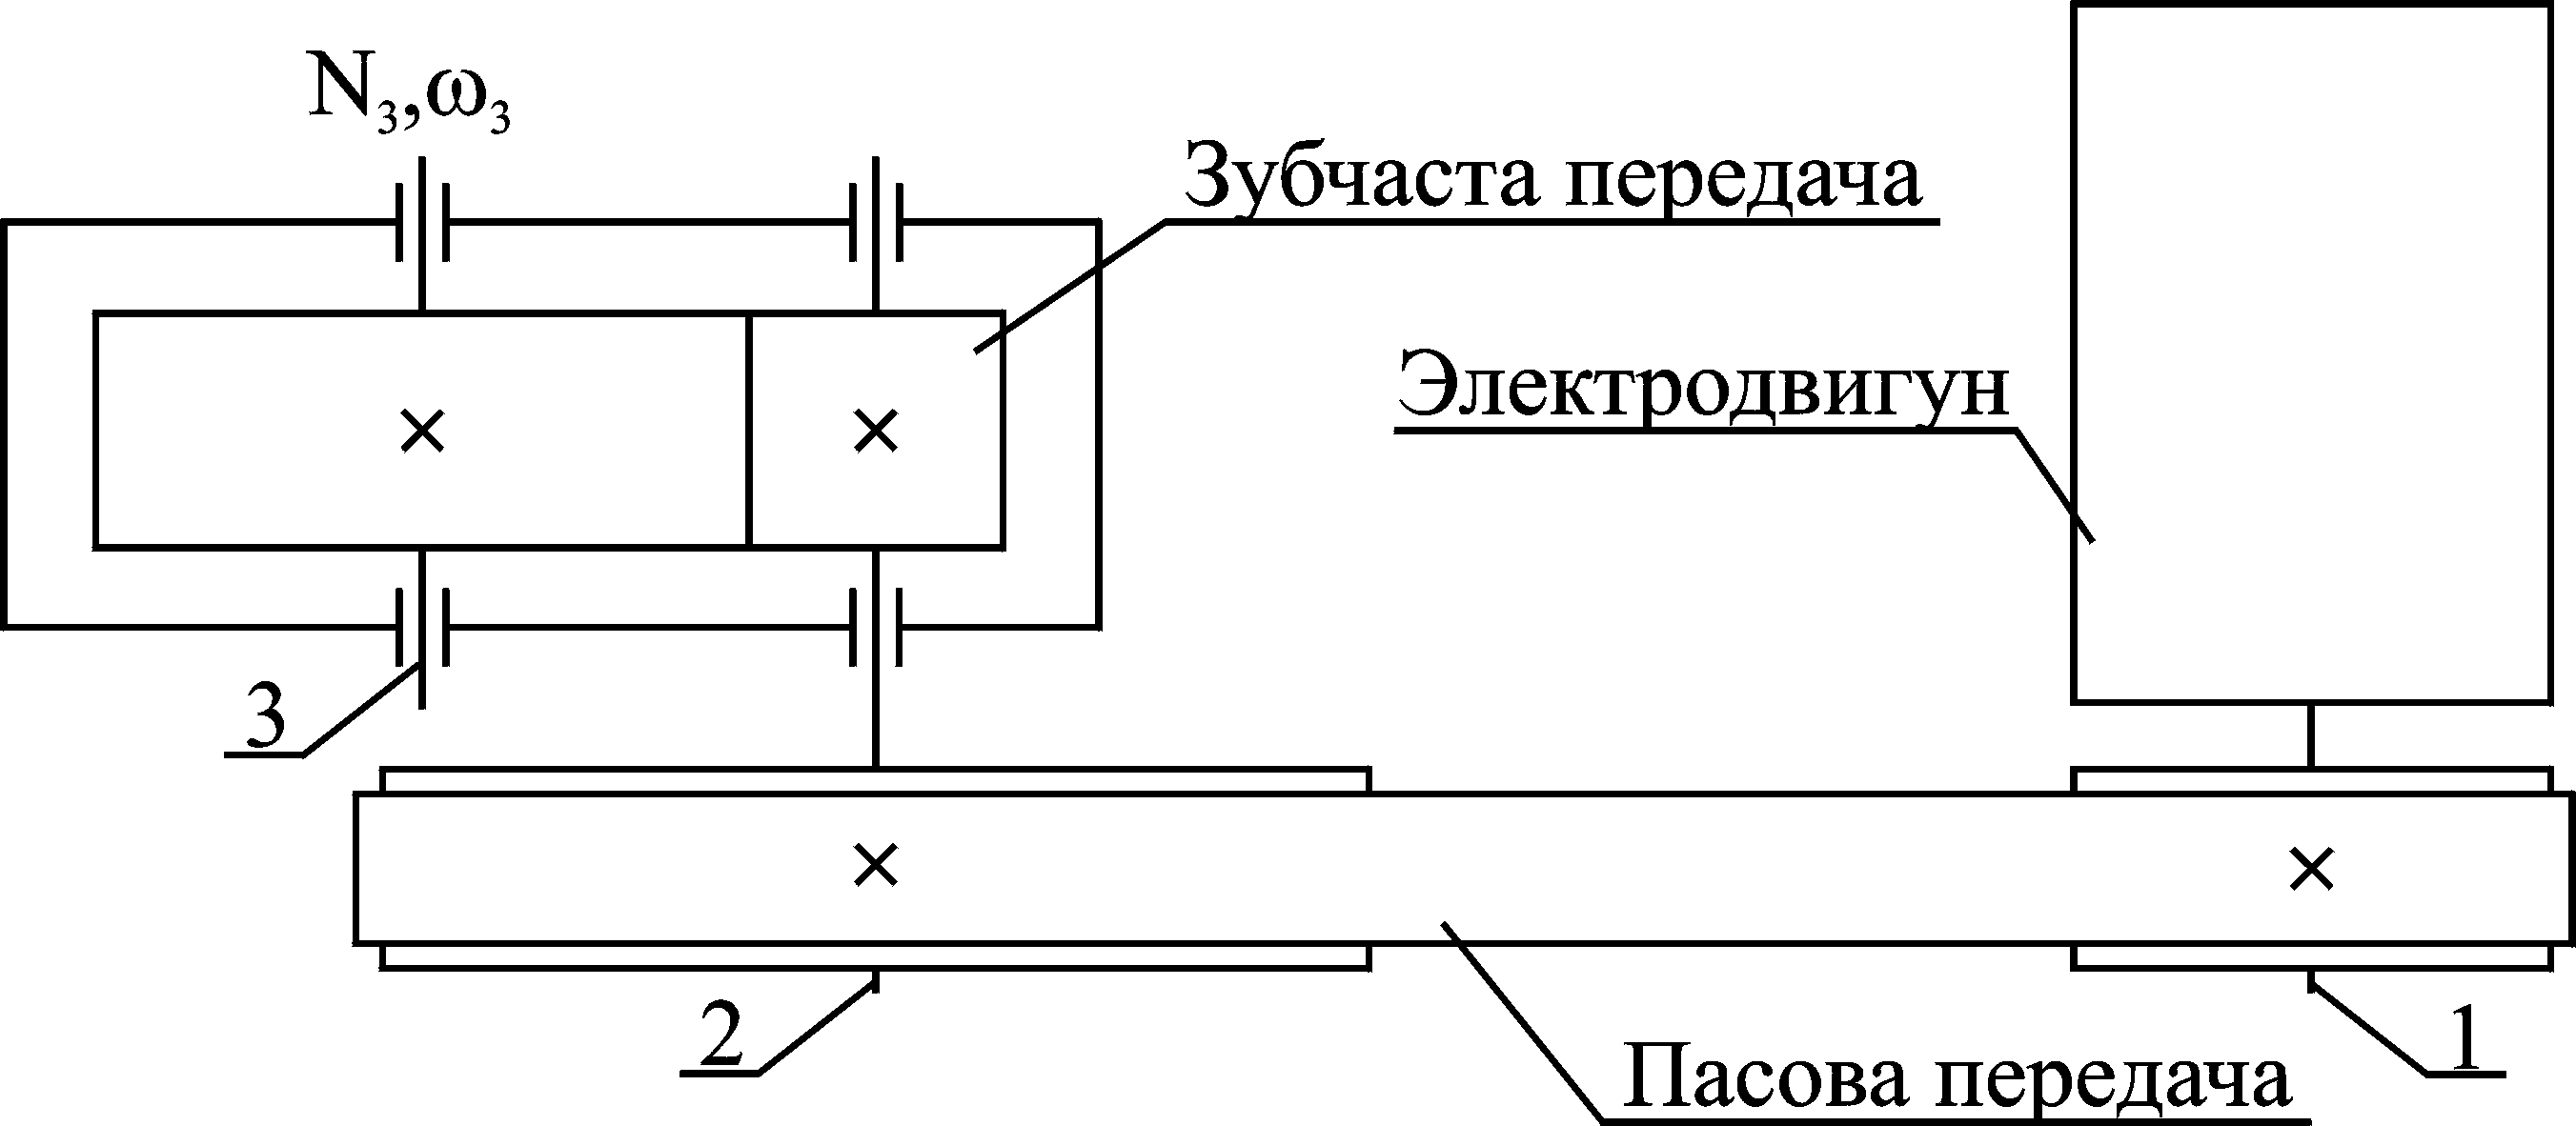 N₃,ω₃
Зубчаста передача
Электродвигун
3
2
1
Пасова передача